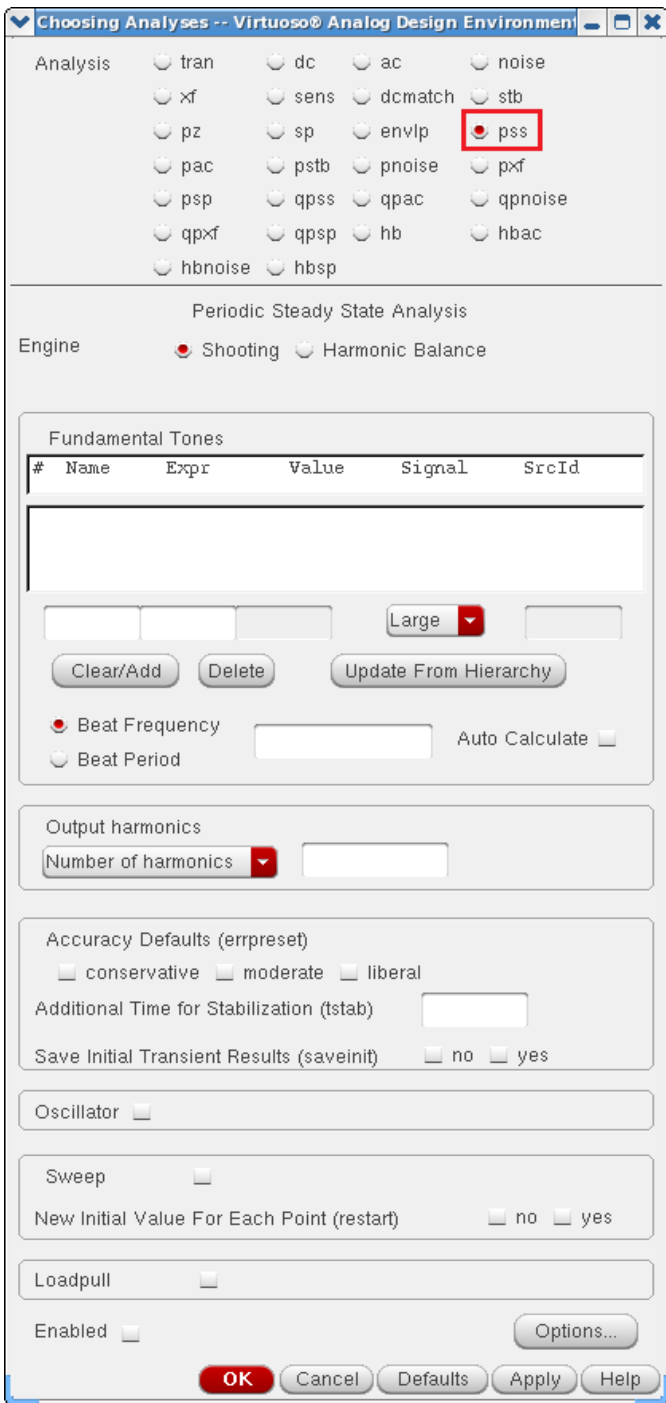 Choosing Analyses -- Virtuoso® Analog Design Environment
Analysis tran dc ac noise
xf sens dcmatch stb
pz sp envlp pss
pac pstb pnoise pxf
psp qpss qpac qpnoise
qpxf qpsp hb hbac
hbnoise hbsp
Periodic Steady State Analysis
Engine Shooting Harmonic Balance
Fundamental Tones
# Name Expr Value Signal SrcId
Large
Clear/Add Delete Update From Hierarchy
Beat Frequency Auto Calculate
Beat Period
Output harmonics
Number of harmonics
Accuracy Defaults (errpreset)
conservative moderate liberal
Additional Time for Stabilization (tstab)
Save Initial Transient Results (saveinit) no yes
Oscillator
Sweep
New Initial Value For Each Point (restart) no yes
Loadpull
Enabled Options...
OK Cancel Defaults Apply Help